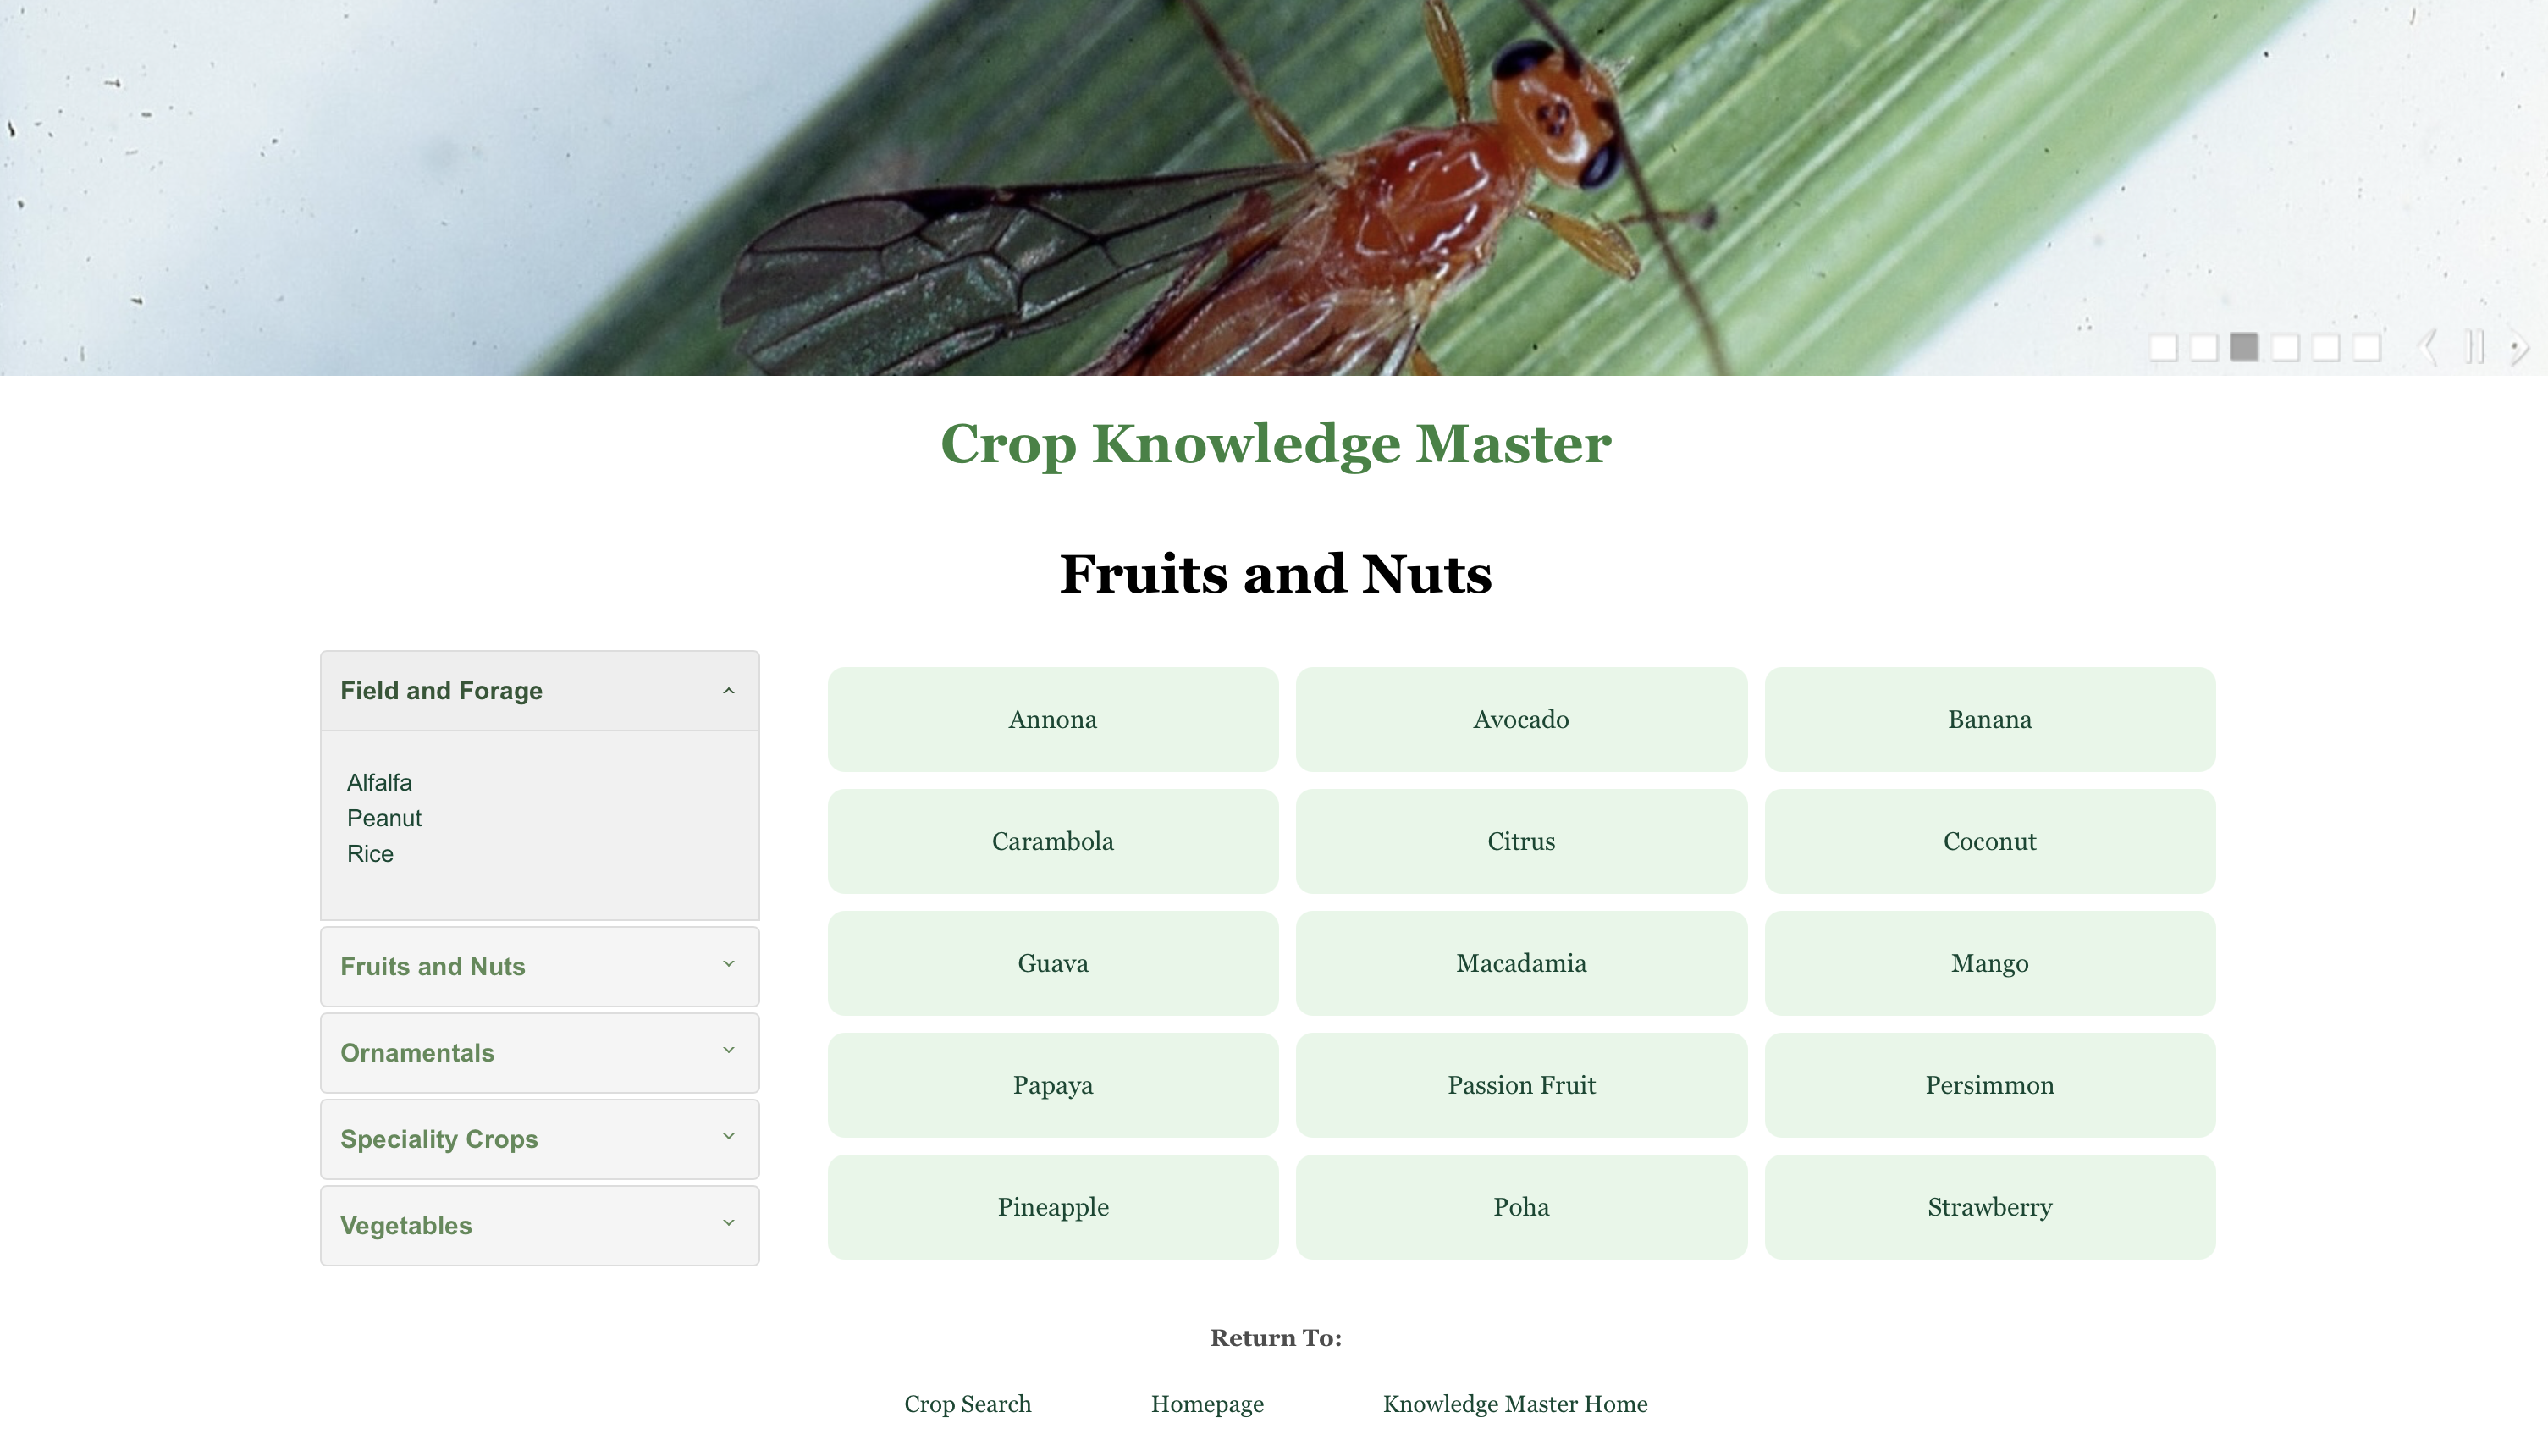 Crop Knowledge Master
Fruits and Nuts
Field and Forage
Alfalfa
Peanut
Rice
Fruits and Nuts
Ornamentals
Speciality Crops
Vegetables
Annona Avocado Banana
Carambola Citrus Coconut
Guava Macadamia Mango
Papaya Passion Fruit Persimmon
Pineapple Poha Strawberry
Return To:
Crop Search Homepage Knowledge Master Home